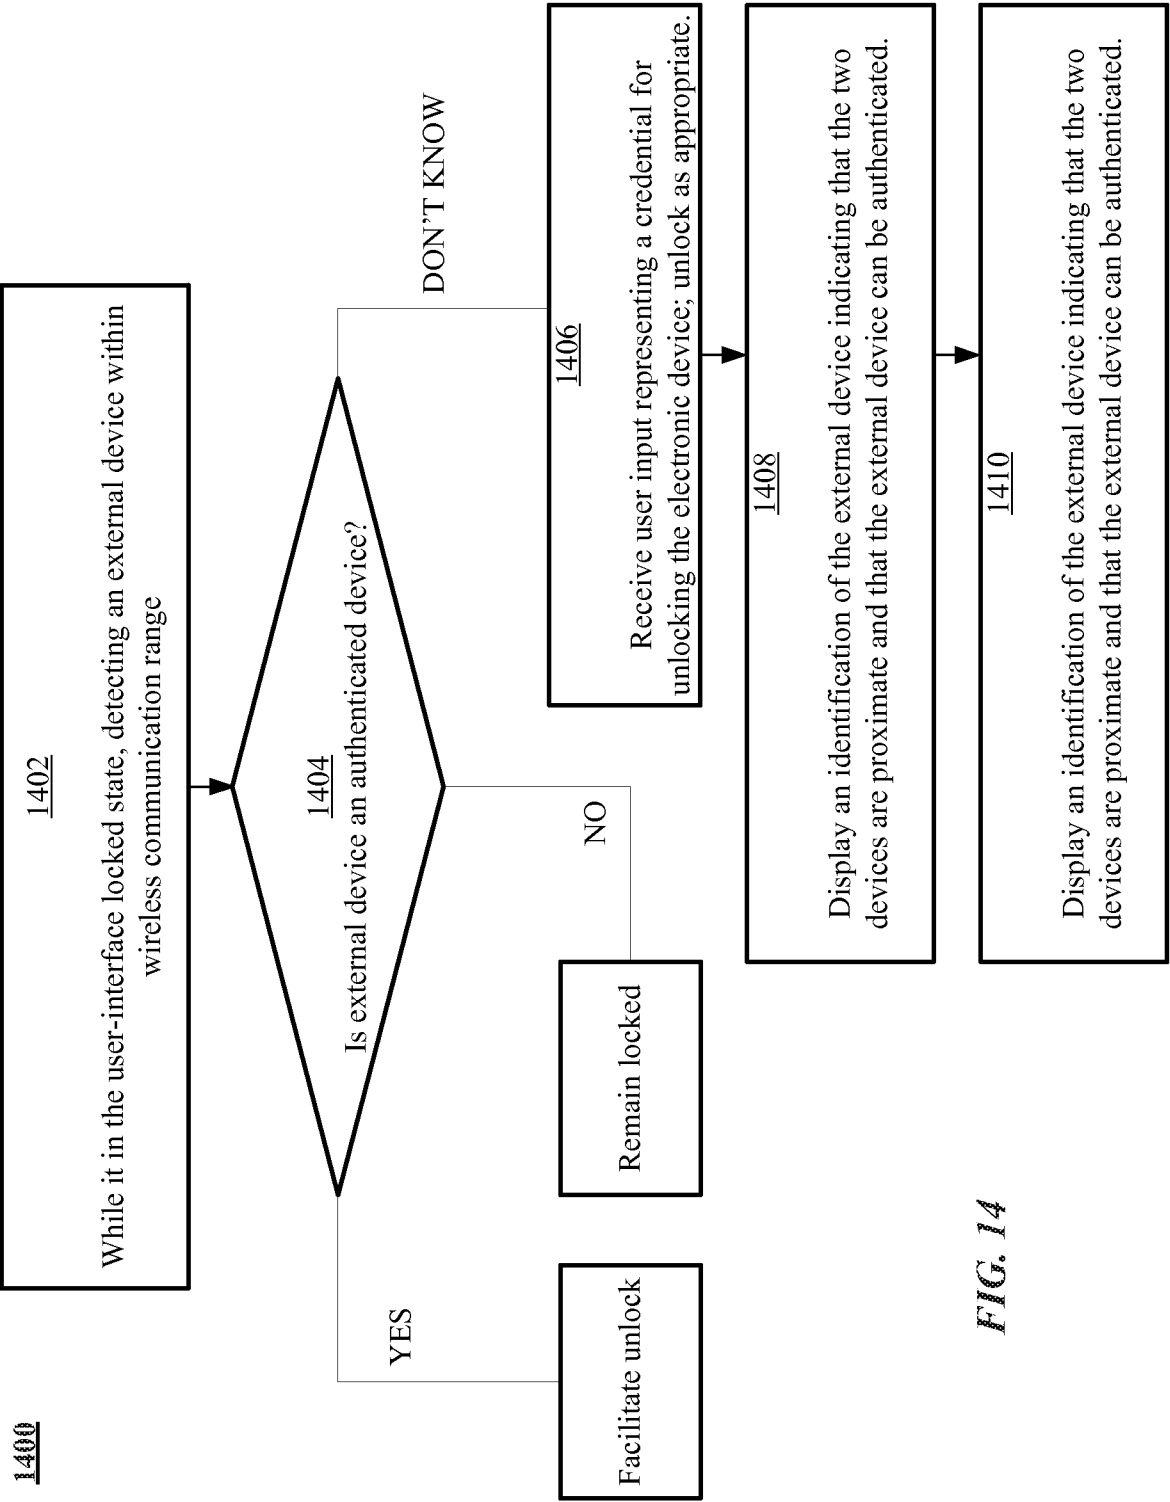 1400
1402
While it in the user-interface locked state, detecting an external device within
wireless communication range
1404
Is external device an authenticated device?
YES
NO
DON'T KNOW
Facilitate unlock
Remain locked
1406
Receive user input representing a credential for
unlocking the electronic device; unlock as appropriate.
1408
Display an identification of the external device indicating that the two
devices are proximate and that the external device can be authenticated.
1410
Display an identification of the external device indicating that the two
devices are proximate and that the external device can be authenticated.
FIG. 14